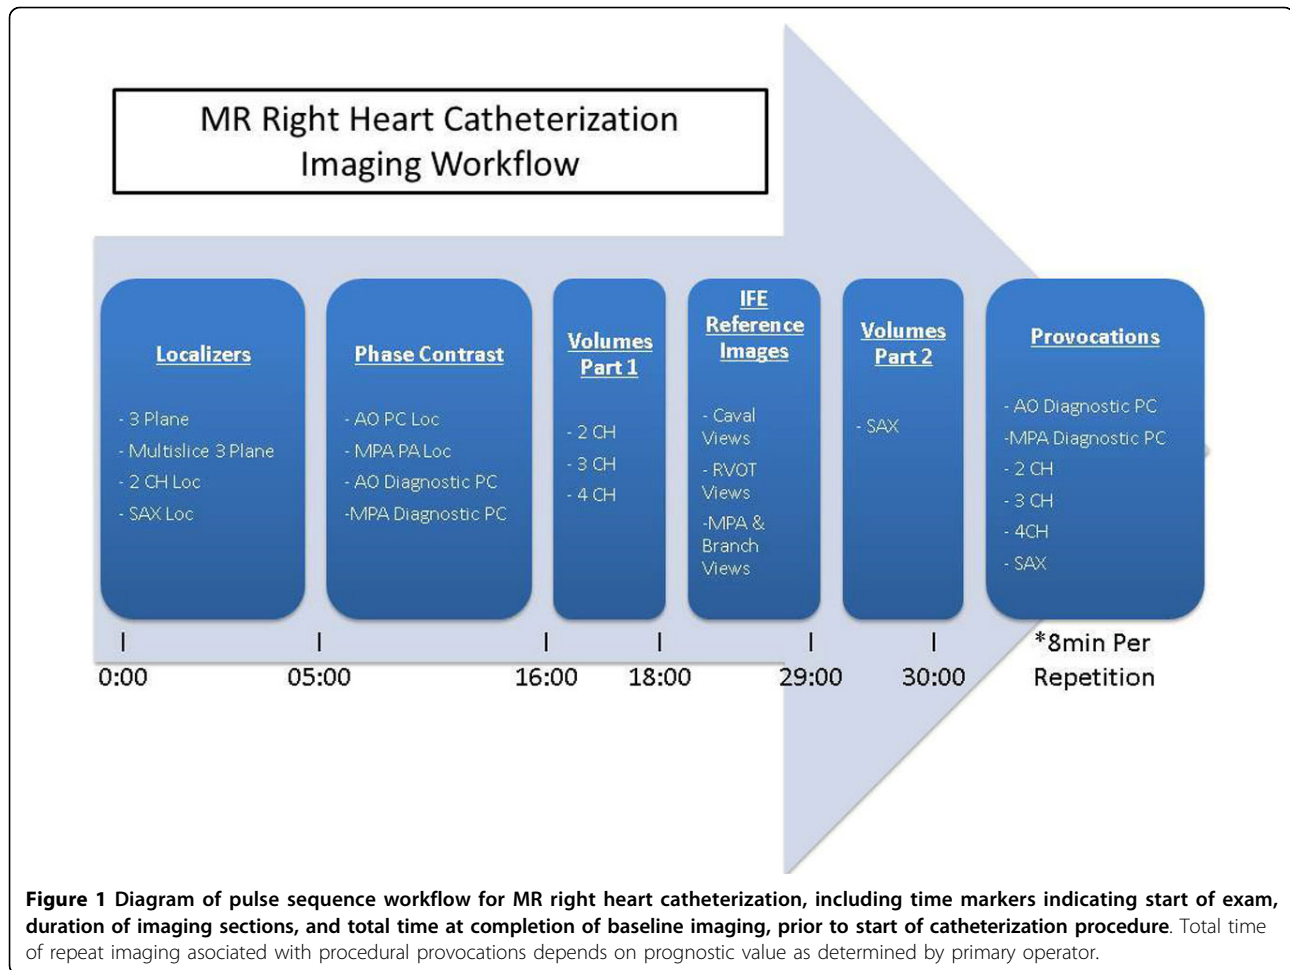 MR Right Heart Catheterization
Imaging Workflow
Localizers
- 3 Plane
- Multislice 3 Plane
- 2 CH Loc
- SAX Loc
Phase Contrast
- AO PC Loc
- MPA PA Loc
- AO Diagnostic PC
-MPA Diagnostic PC
Volumes
Part 1
- 2 CH
- 3 CH
- 4 CH
IFE
Reference
Images
- Caval
Views
- RVOT
Views
-MPA &
Branch
Views
Volumes
Part 2
- SAX
Provocations
- AO Diagnostic PC
-MPA Diagnostic PC
- 2 CH
- 3 CH
- 4CH
- SAX
0:00
05:00
16:00
18:00
29:00
30:00
*8min Per
Repetition
Figure 1 Diagram of pulse sequence workflow for MR right heart catheterization, including time markers indicating start of exam,
duration of imaging sections, and total time at completion of baseline imaging, prior to start of catheterization procedure. Total time
of repeat imaging asociated with procedural provocations depends on prognostic value as determined by primary operator.